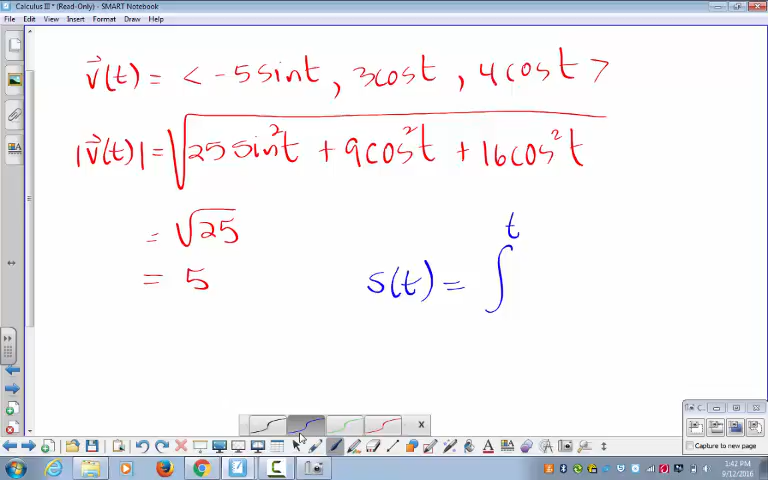 Calculus III * (Read-Only) - SMART Notebook
File Edit View Insert Format Draw Help
v⃗(t) = < -5sint, 3cost, 4cost >
|v⃗(t)| = √25sin²t + 9cos²t + 16cos²t
= √25
= 5
s(t) = ∫ᵗ
x
Capture to new page
1:42 PM
9/12/2016